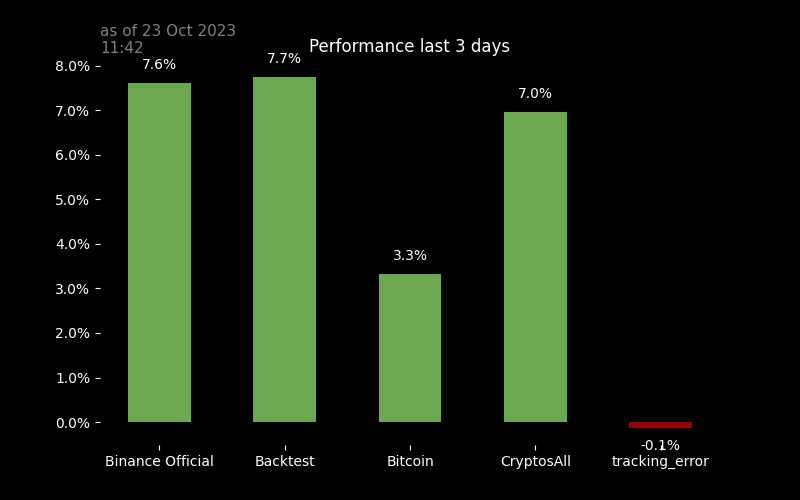 as of 23 Oct 2023
11:42
Performance last 3 days
8.0%
7.0%
6.0%
5.0%
4.0%
3.0%
2.0%
1.0%
0.0%
7.6%
7.7%
3.3%
7.0%
-0.1%
Binance Official
Backtest
Bitcoin
CryptosAll
tracking_error